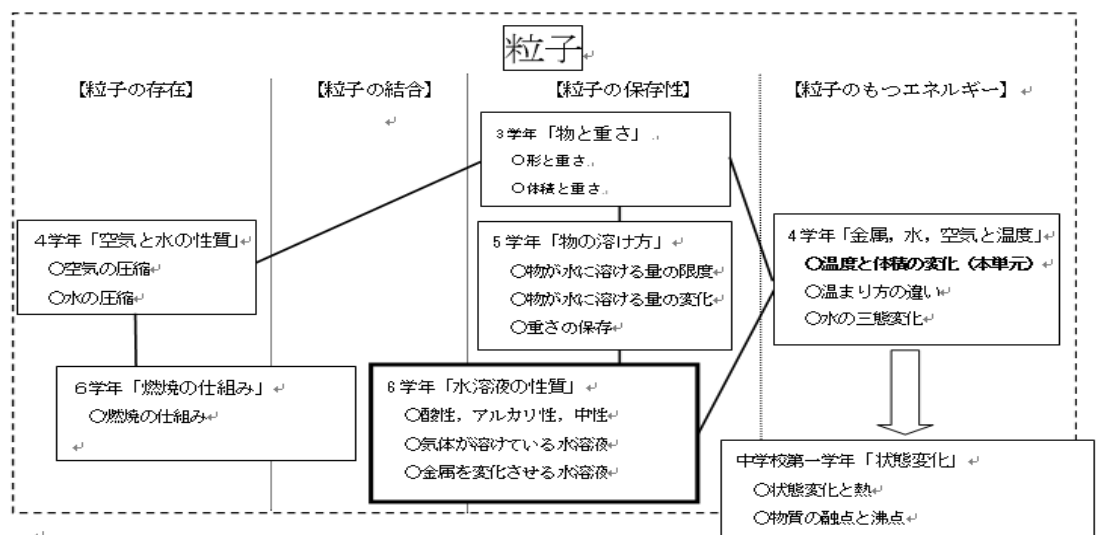 粒子
【粒子の存在】
【粒子の結合】
【粒子の保存性】
【粒子のもつエネルギー】
3学年「物と重さ」
○形と重さ
○体積と重さ
4学年「空気と水の性質」
○空気の圧縮
○水の圧縮
5学年「物の溶け方」
○物が水に溶ける量の限度
○物が水に溶ける量の変化
○重さの保存
4学年「金属，水，空気と温度」
○温度と体積の変化（本単元）
○温まり方の違い
○水の三態変化
6学年「燃焼の仕組み」
○燃焼の仕組み
6学年「水溶液の性質」
○酸性，アルカリ性，中性
○気体が溶けている水溶液
○金属を変化させる水溶液
中学校第一学年「状態変化」
○状態変化と熱
○物質の融点と沸点